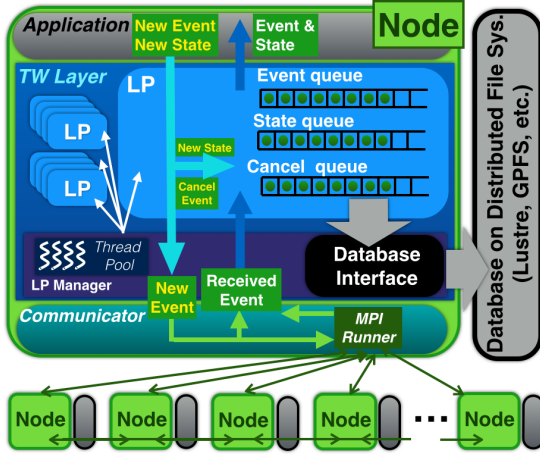 Application
New Event
New State
Event &
State
Node
TW Layer
LP
Event queue
State queue
Cancel queue
New State
Cancel
Event
LP
LP
Thread
Pool
LP Manager
Database
Interface
New
Event
Received
Event
Communicator
MPI
Runner
Database on Distributed File Sys.
(Lustre, GPFS, etc.)
Node
Node
Node
Node
...
Node